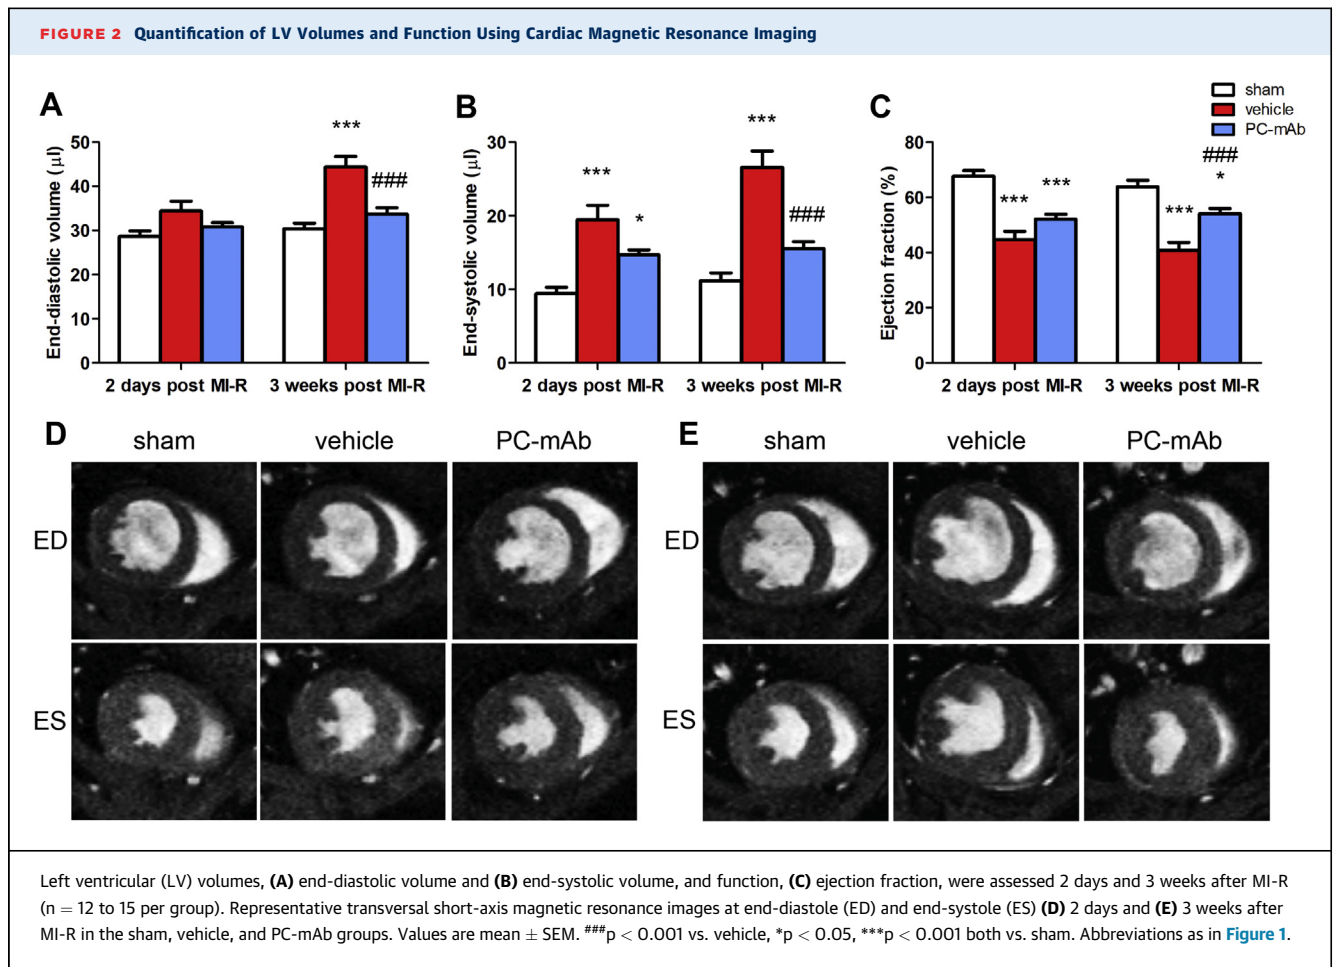 FIGURE 2 Quantification of LV Volumes and Function Using Cardiac Magnetic Resonance Imaging
sham
vehicle
PC-mAb
A
End-diastolic volume (μl)
50
40
30
20
10
0
***
###
2 days post MI-R 3 weeks post MI-R
B
End-systolic volume (μl)
30
20
10
0
***
*
***
###
2 days post MI-R 3 weeks post MI-R
C
Ejection fraction (%)
80
60
40
20
0
***
***
***
###
*
2 days post MI-R 3 weeks post MI-R
D
sham vehicle PC-mAb
ED
ES
E
sham vehicle PC-mAb
ED
ES
Left ventricular (LV) volumes, (A) end-diastolic volume and (B) end-systolic volume, and function, (C) ejection fraction, were assessed 2 days and 3 weeks after MI-R
(n = 12 to 15 per group). Representative transversal short-axis magnetic resonance images at end-diastole (ED) and end-systole (ES) (D) 2 days and (E) 3 weeks after
MI-R in the sham, vehicle, and PC-mAb groups. Values are mean ± SEM. ###p < 0.001 vs. vehicle, *p < 0.05, ***p < 0.001 both vs. sham. Abbreviations as in Figure 1.